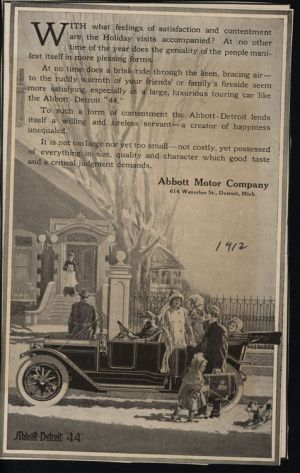 WITH what feelings of satisfaction and contentment
are the Holiday visits accompanied? At no other
time of the year does the geniality of the people mani-
fest itself in more pleasing forms.
At no time does a brisk ride through the keen, bracing air—
to the ruddy warmth of your friends' or family's fireside seem
more satisfying, especially in a large, luxurious touring car like
the Abbott-Detroit "44."
To such a form of contentment the Abbott-Detroit lends
itself a willing and tireless servant—a creator of happiness
unequaled.
It is not too large nor yet too small—not costly, yet possessed
of everything in size, quality and character which good taste
and a critical judgment demands.
Abbott Motor Company
614 Waterloo St., Detroit, Mich.
1912
Abbott-Detroit "44"